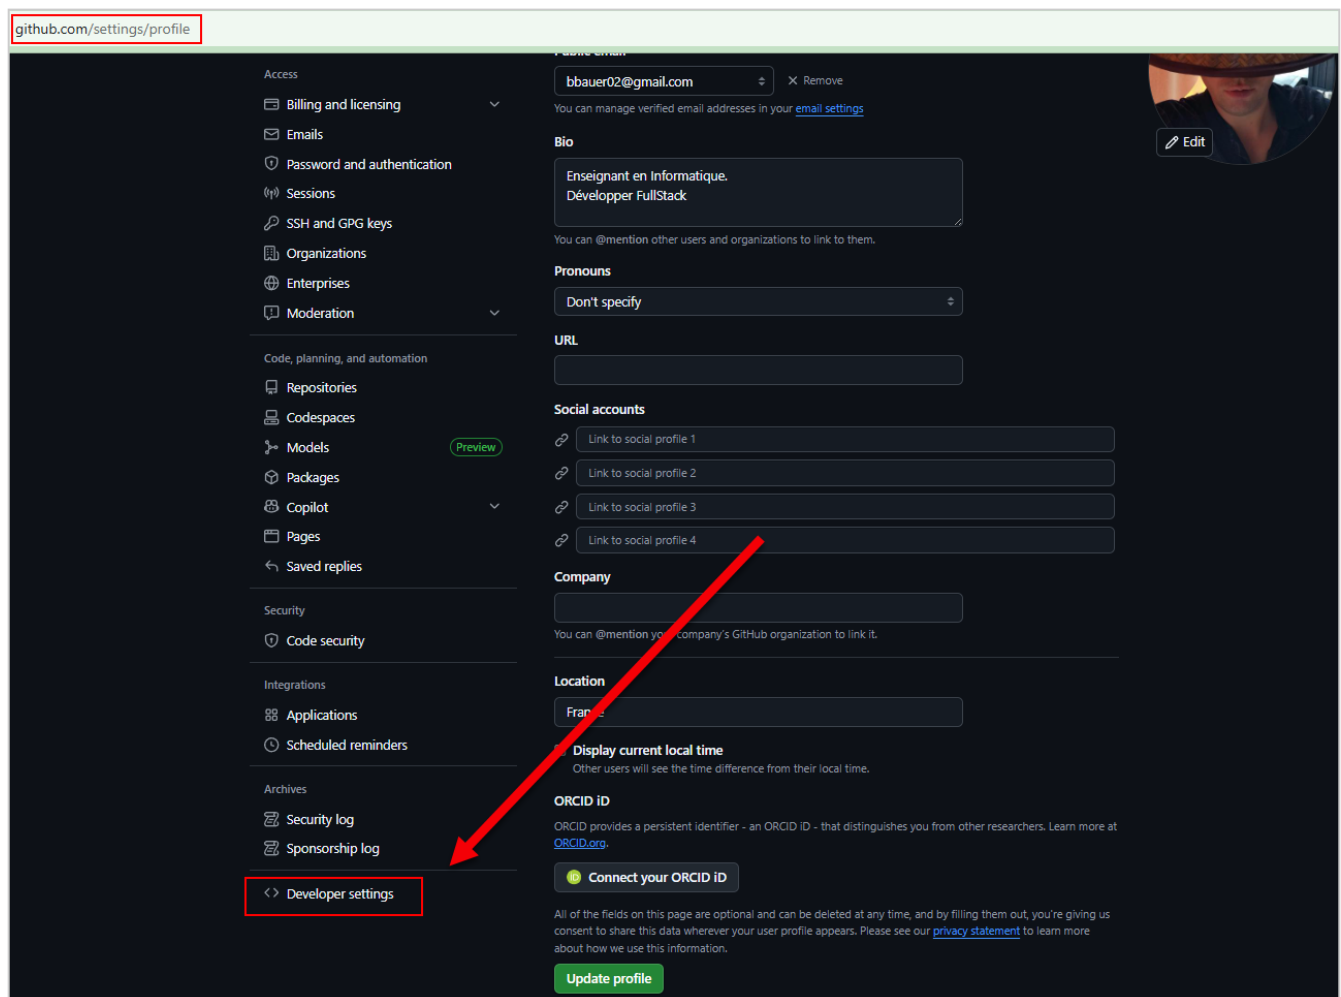 github.com/settings/profile
Access
Billing and licensing
Emails
Password and authentication
Sessions
SSH and GPG keys
Organizations
Enterprises
Moderation
Code, planning, and automation
Repositories
Codespaces
Models
Preview
Packages
Copilot
Pages
Saved replies
Security
Code security
Integrations
Applications
Scheduled reminders
Archives
Security log
Sponsorship log
Developer settings
Public email
bbauer02@gmail.com
Remove
You can manage verified email addresses in your email settings
Bio
Enseignant en Informatique.
Développer FullStack
You can @mention other users and organizations to link to them.
Pronouns
Don't specify
URL
Social accounts
Link to social profile 1
Link to social profile 2
Link to social profile 3
Link to social profile 4
Company
You can @mention your company's GitHub organization to link it.
Location
France
Display current local time
Other users will see the time difference from their local time.
ORCID iD
ORCID provides a persistent identifier - an ORCID iD - that distinguishes you from other researchers. Learn more at
ORCID.org.
iD Connect your ORCID iD
All of the fields on this page are optional and can be deleted at any time, and by filling them out, you're giving us
consent to share this data wherever your user profile appears. Please see our privacy statement to learn more
about how we use this information.
Update profile
Edit